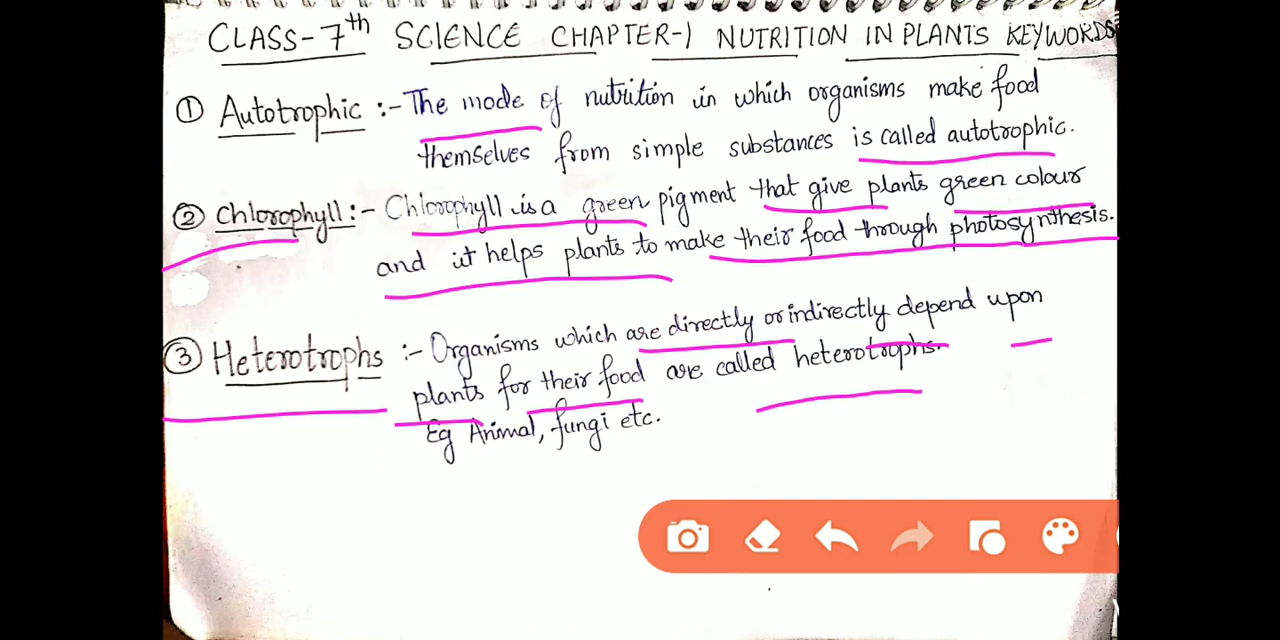 CLASS-7th SCIENCE CHAPTER-1 NUTRITION IN PLANTS KEYWORDS
① Autotrophic :- The mode of nutrition in which organisms make food
themselves from simple substances is called autotrophic.
② Chlorophyll :- Chlorophyll is a green pigment that give plants green colour
and it helps plants to make their food through photosynthesis.
③ Heterotrophs :- Organisms which are directly or indirectly depend upon
plants for their food are called heterotrophs.
Eg Animal, fungi etc.